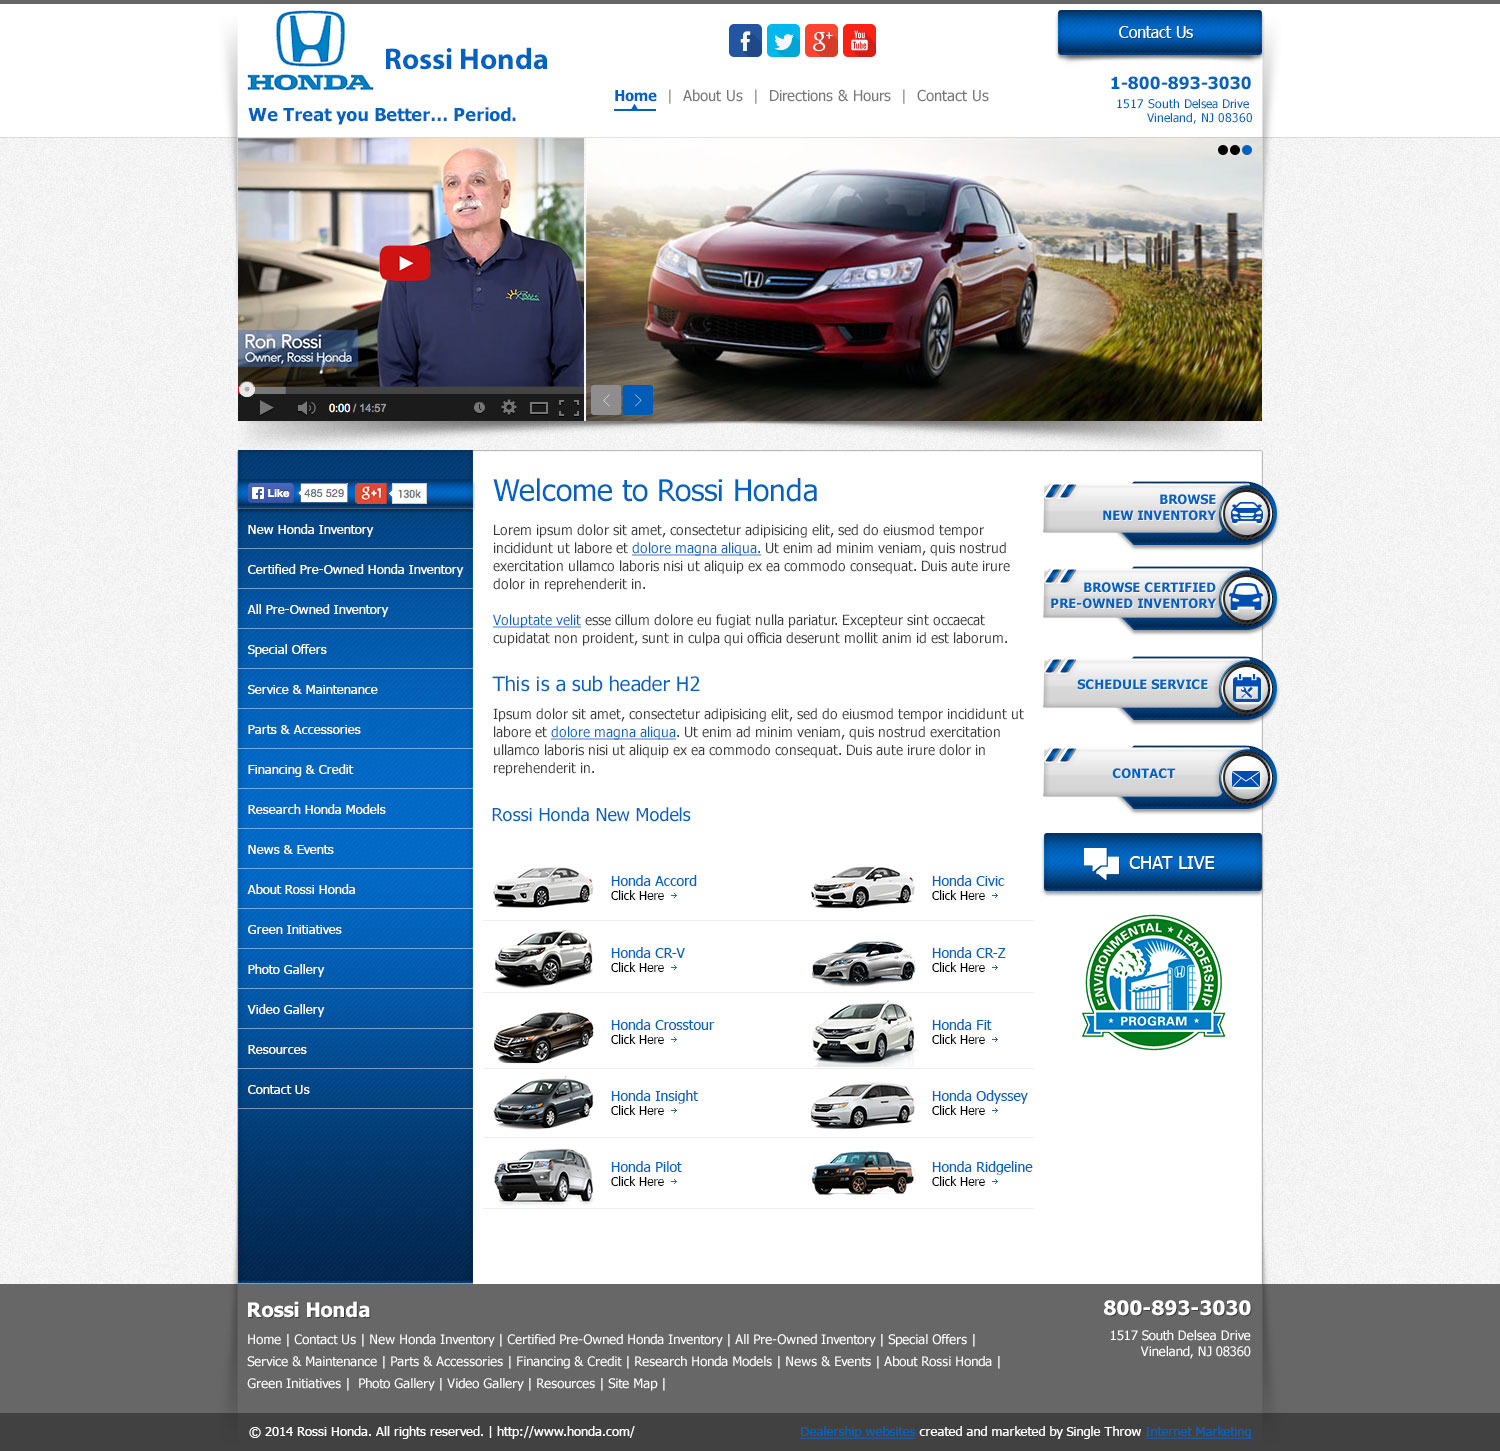 HONDA
Rossi Honda
We Treat you Better... Period.
f
g+
You
Tube
Home | About Us | Directions & Hours | Contact Us
Contact Us
1-800-893-3030
1517 South Delsea Drive
Vineland, NJ 08360
Ron Rossi
Owner, Rossi Honda
0:00 / 14:57
Like 485 529 g+1 130k
New Honda Inventory
Certified Pre-Owned Honda Inventory
All Pre-Owned Inventory
Special Offers
Service & Maintenance
Parts & Accessories
Financing & Credit
Research Honda Models
News & Events
About Rossi Honda
Green Initiatives
Photo Gallery
Video Gallery
Resources
Contact Us
Welcome to Rossi Honda
Lorem ipsum dolor sit amet, consectetur adipisicing elit, sed do eiusmod tempor
incididunt ut labore et dolore magna aliqua. Ut enim ad minim veniam, quis nostrud
exercitation ullamco laboris nisi ut aliquip ex ea commodo consequat. Duis aute irure
dolor in reprehenderit in.
Voluptate velit esse cillum dolore eu fugiat nulla pariatur. Excepteur sint occaecat
cupidatat non proident, sunt in culpa qui officia deserunt mollit anim id est laborum.
This is a sub header H2
Ipsum dolor sit amet, consectetur adipisicing elit, sed do eiusmod tempor incididunt ut
labore et dolore magna aliqua. Ut enim ad minim veniam, quis nostrud exercitation
ullamco laboris nisi ut aliquip ex ea commodo consequat. Duis aute irure dolor in
reprehenderit in.
Rossi Honda New Models
Honda Accord
Click Here →
Honda Civic
Click Here →
Honda CR-V
Click Here →
Honda CR-Z
Click Here →
Honda Crosstour
Click Here →
Honda Fit
Click Here →
Honda Insight
Click Here →
Honda Odyssey
Click Here →
Honda Pilot
Click Here →
Honda Ridgeline
Click Here →
BROWSE
NEW INVENTORY
BROWSE CERTIFIED
PRE-OWNED INVENTORY
SCHEDULE SERVICE
CONTACT
CHAT LIVE
ENVIRONMENTAL ★ LEADERSHIP
★ PROGRAM ★
Rossi Honda
Home | Contact Us | New Honda Inventory | Certified Pre-Owned Honda Inventory | All Pre-Owned Inventory | Special Offers |
Service & Maintenance | Parts & Accessories | Financing & Credit | Research Honda Models | News & Events | About Rossi Honda |
Green Initiatives | Photo Gallery | Video Gallery | Resources | Site Map |
800-893-3030
1517 South Delsea Drive
Vineland, NJ 08360
© 2014 Rossi Honda. All rights reserved. | http://www.honda.com/
Dealership websites created and marketed by Single Throw Internet Marketing